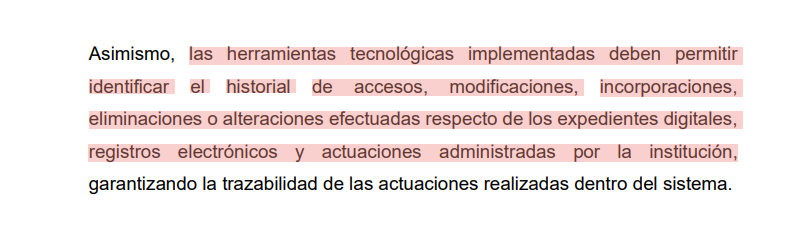 Asimismo, las herramientas tecnológicas implementadas deben permitir
identificar el historial de accesos, modificaciones, incorporaciones,
eliminaciones o alteraciones efectuadas respecto de los expedientes digitales,
registros electrónicos y actuaciones administradas por la institución,
garantizando la trazabilidad de las actuaciones realizadas dentro del sistema.